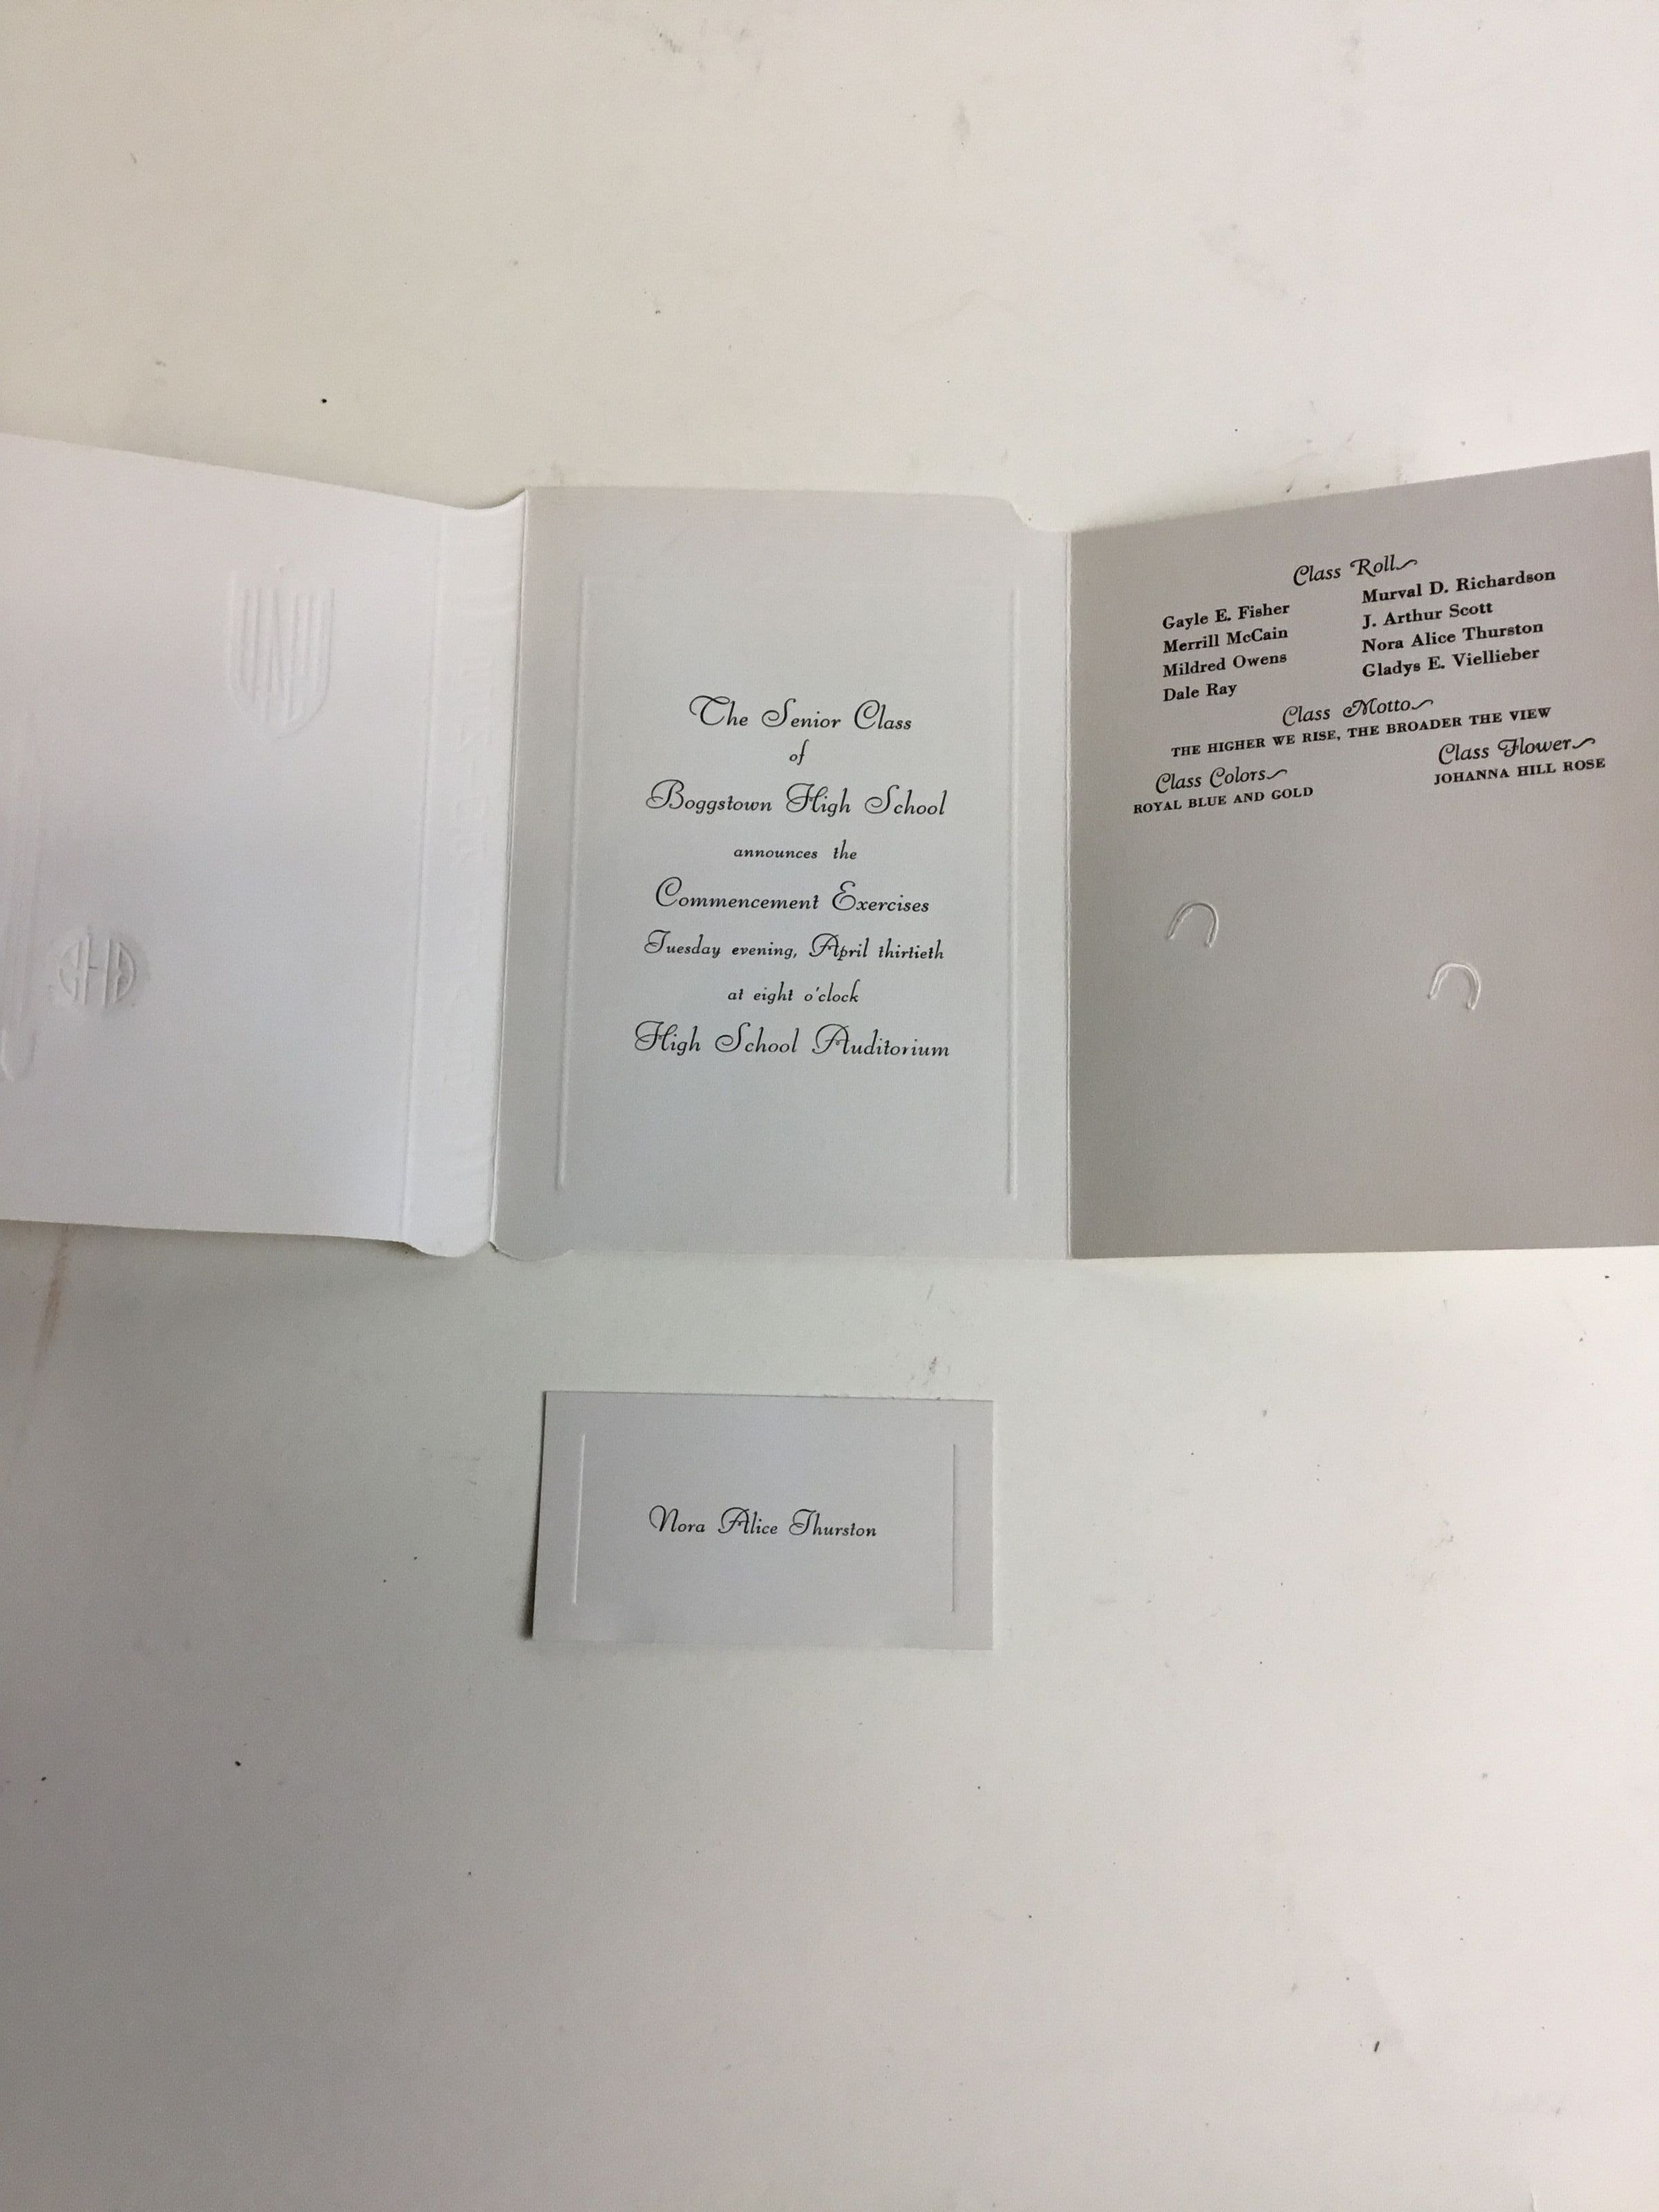 The Senior Class
of
Boggstown High School
announces the
Commencement Exercises
Tuesday evening, April thirtieth
at eight o'clock
High School Auditorium
Class Roll
Gayle E. Fisher
Merrill McCain
Mildred Owens
Dale Ray
Murval D. Richardson
J. Arthur Scott
Nora Alice Thurston
Gladys E. Viellieber
Class Motto
THE HIGHER WE RISE, THE BROADER THE VIEW
Class Colors
ROYAL BLUE AND GOLD
Class Flower
JOHANNA HILL ROSE
Nora Alice Thurston